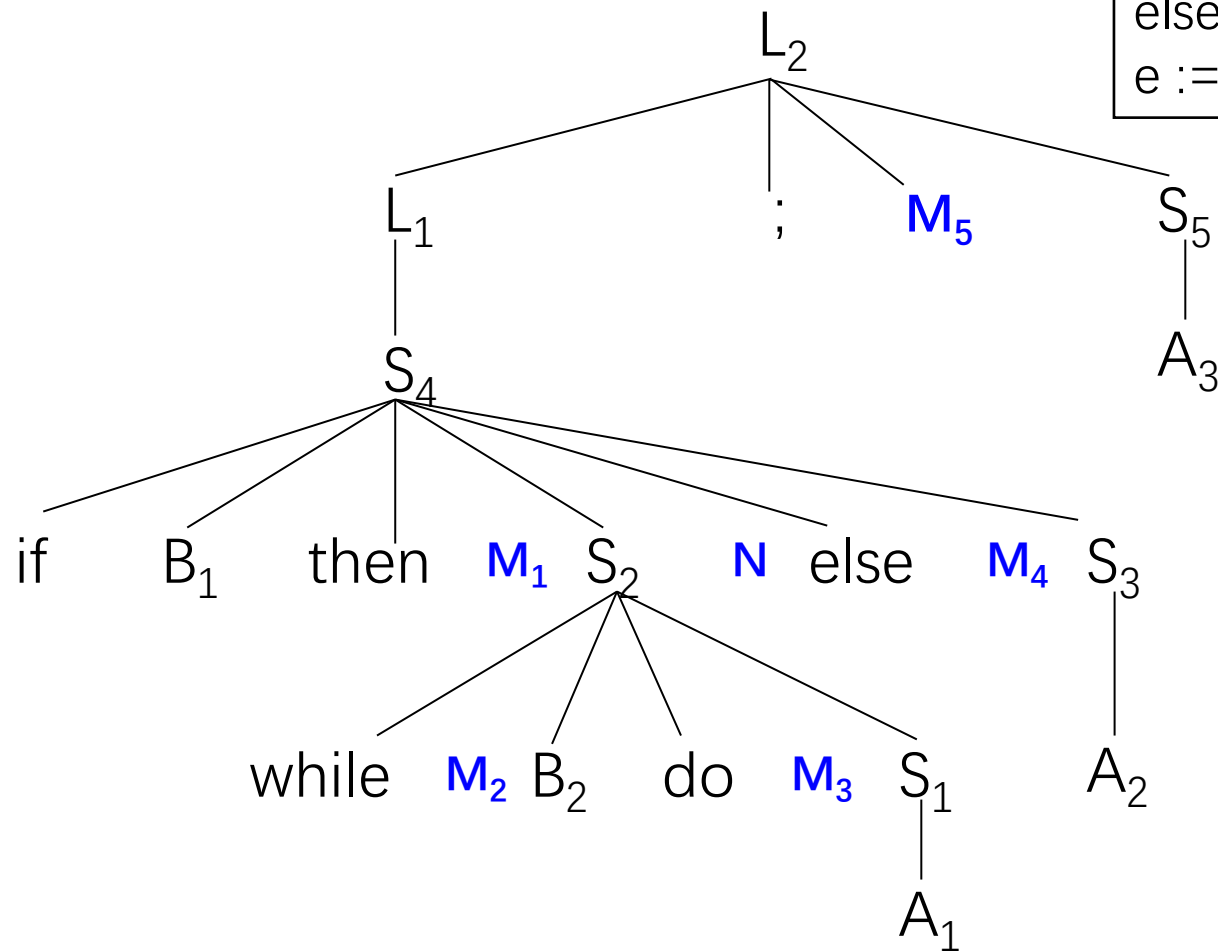 else
e :=
L2
L1 ; M5 S5
A3
S4
if B1 then M1 S2 N else M4 S3
while M2 B2 do M3 S1 A2
A1